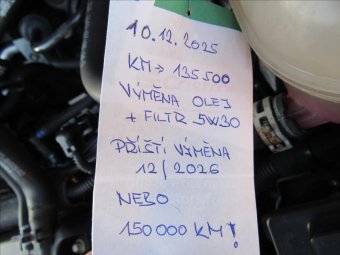 10.12.2025
KM → 135 500
VÝMĚNA OLEJ
+ FILTR 5W30
PŘÍŠTÍ VÝMĚNA
12/2026
NEBO
150 000 KM!